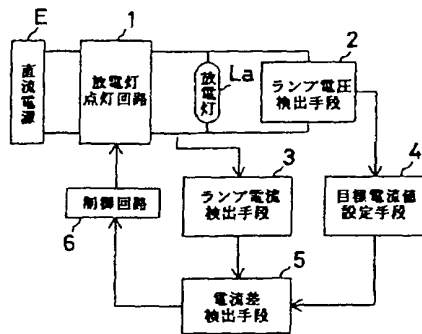 E
直流電源
1
放電灯
点灯回路
放電灯
La
2
ランプ電圧
検出手段
3
ランプ電流
検出手段
4
目標電流値
設定手段
制御回路
6
5
電流差
検出手段